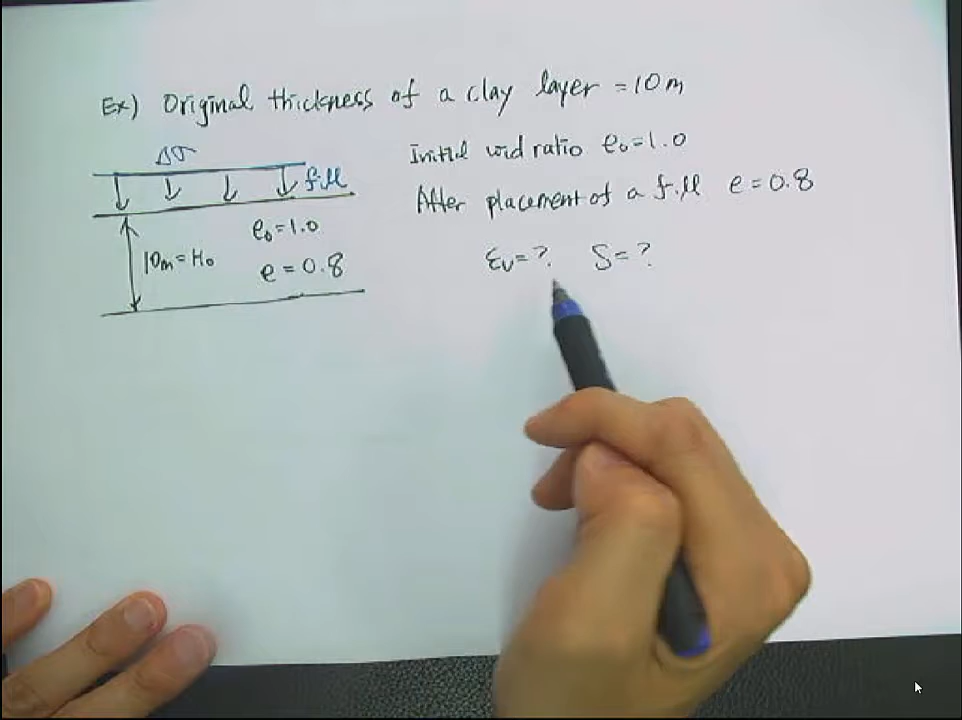 Ex) Original thickness of a clay layer = 10 m
Initial void ratio e₀ = 1.0
After placement of a fill e = 0.8
εᵥ = ? S = ?
Δσ
fill
e₀ = 1.0
10m = H₀
e = 0.8